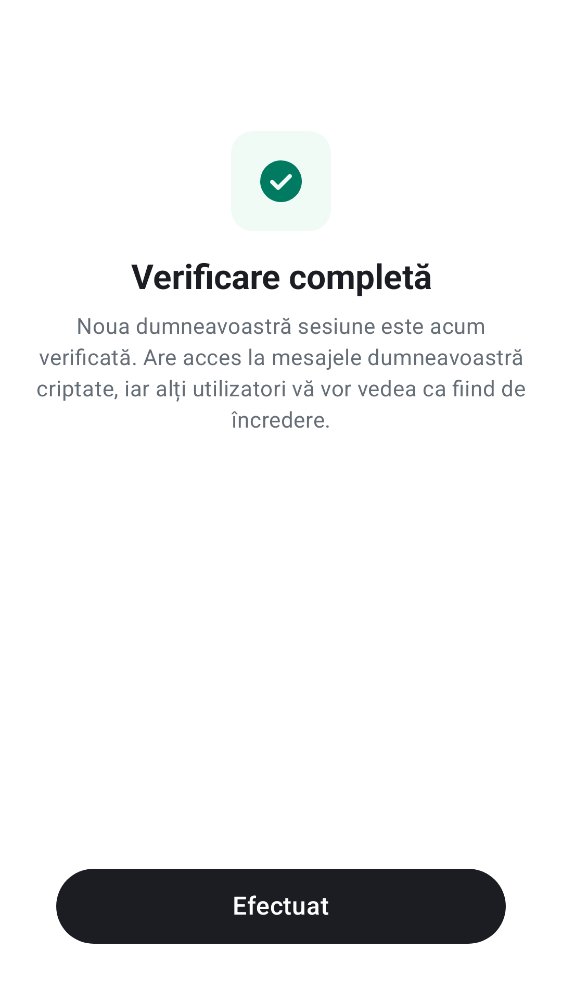 Verificare completă
Noua dumneavoastră sesiune este acum
verificată. Are acces la mesajele dumneavoastră
criptate, iar alți utilizatori vă vor vedea ca fiind de
încredere.
Efectuat